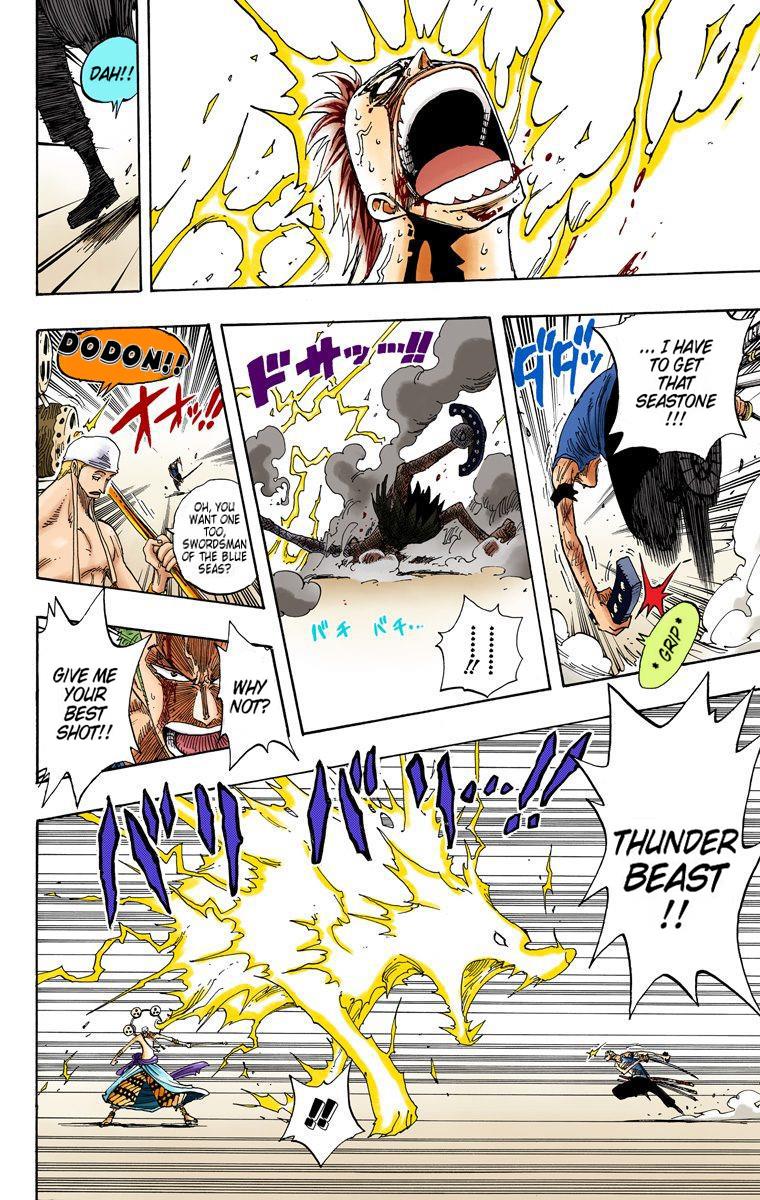 DAH!!
... I HAVE
TO GET
THAT
SEASTONE
!!!
ダダッ
*GRIP*
ドサッ…!!
バチ バチ…
………
!!
DODON!!
オオッ!!
OH, YOU
WANT ONE
TOO,
SWORDSMAN
OF THE BLUE
SEAS?
WHY
NOT?
GIVE ME
YOUR
BEST
SHOT!!
THUNDER
BEAST
!!
バリバリ…!!
!!